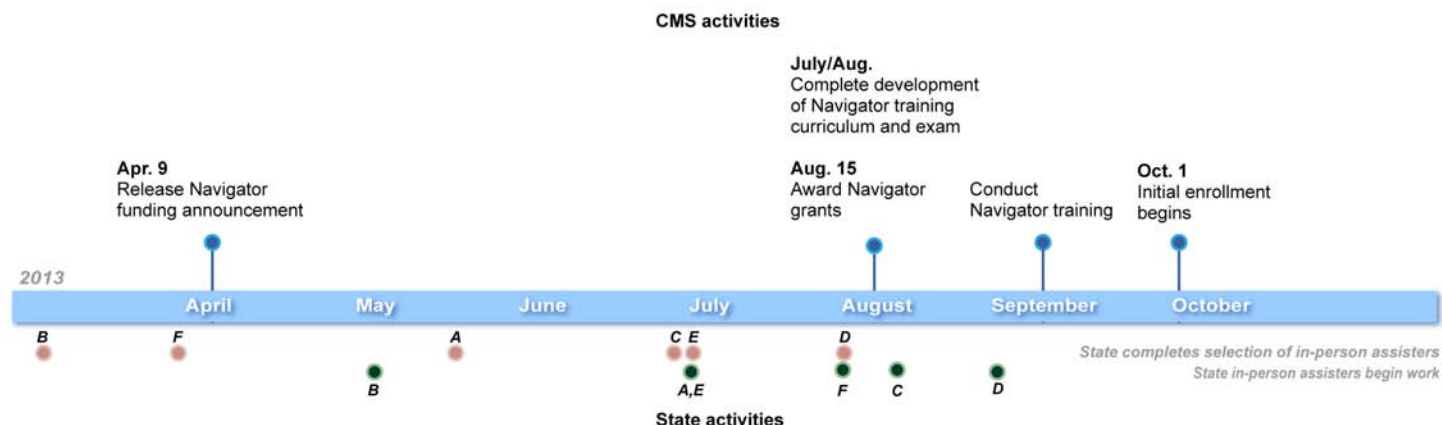 CMS activities
July/Aug.
Complete development
of Navigator training
curriculum and exam
Apr. 9
Release Navigator
funding announcement
Aug. 15
Award Navigator
grants
Conduct
Navigator training
Oct. 1
Initial enrollment
begins
2013
April May June July August September October
B F A C E D
State completes selection of in-person assisters
State in-person assisters begin work
B A,E F C D
State activities